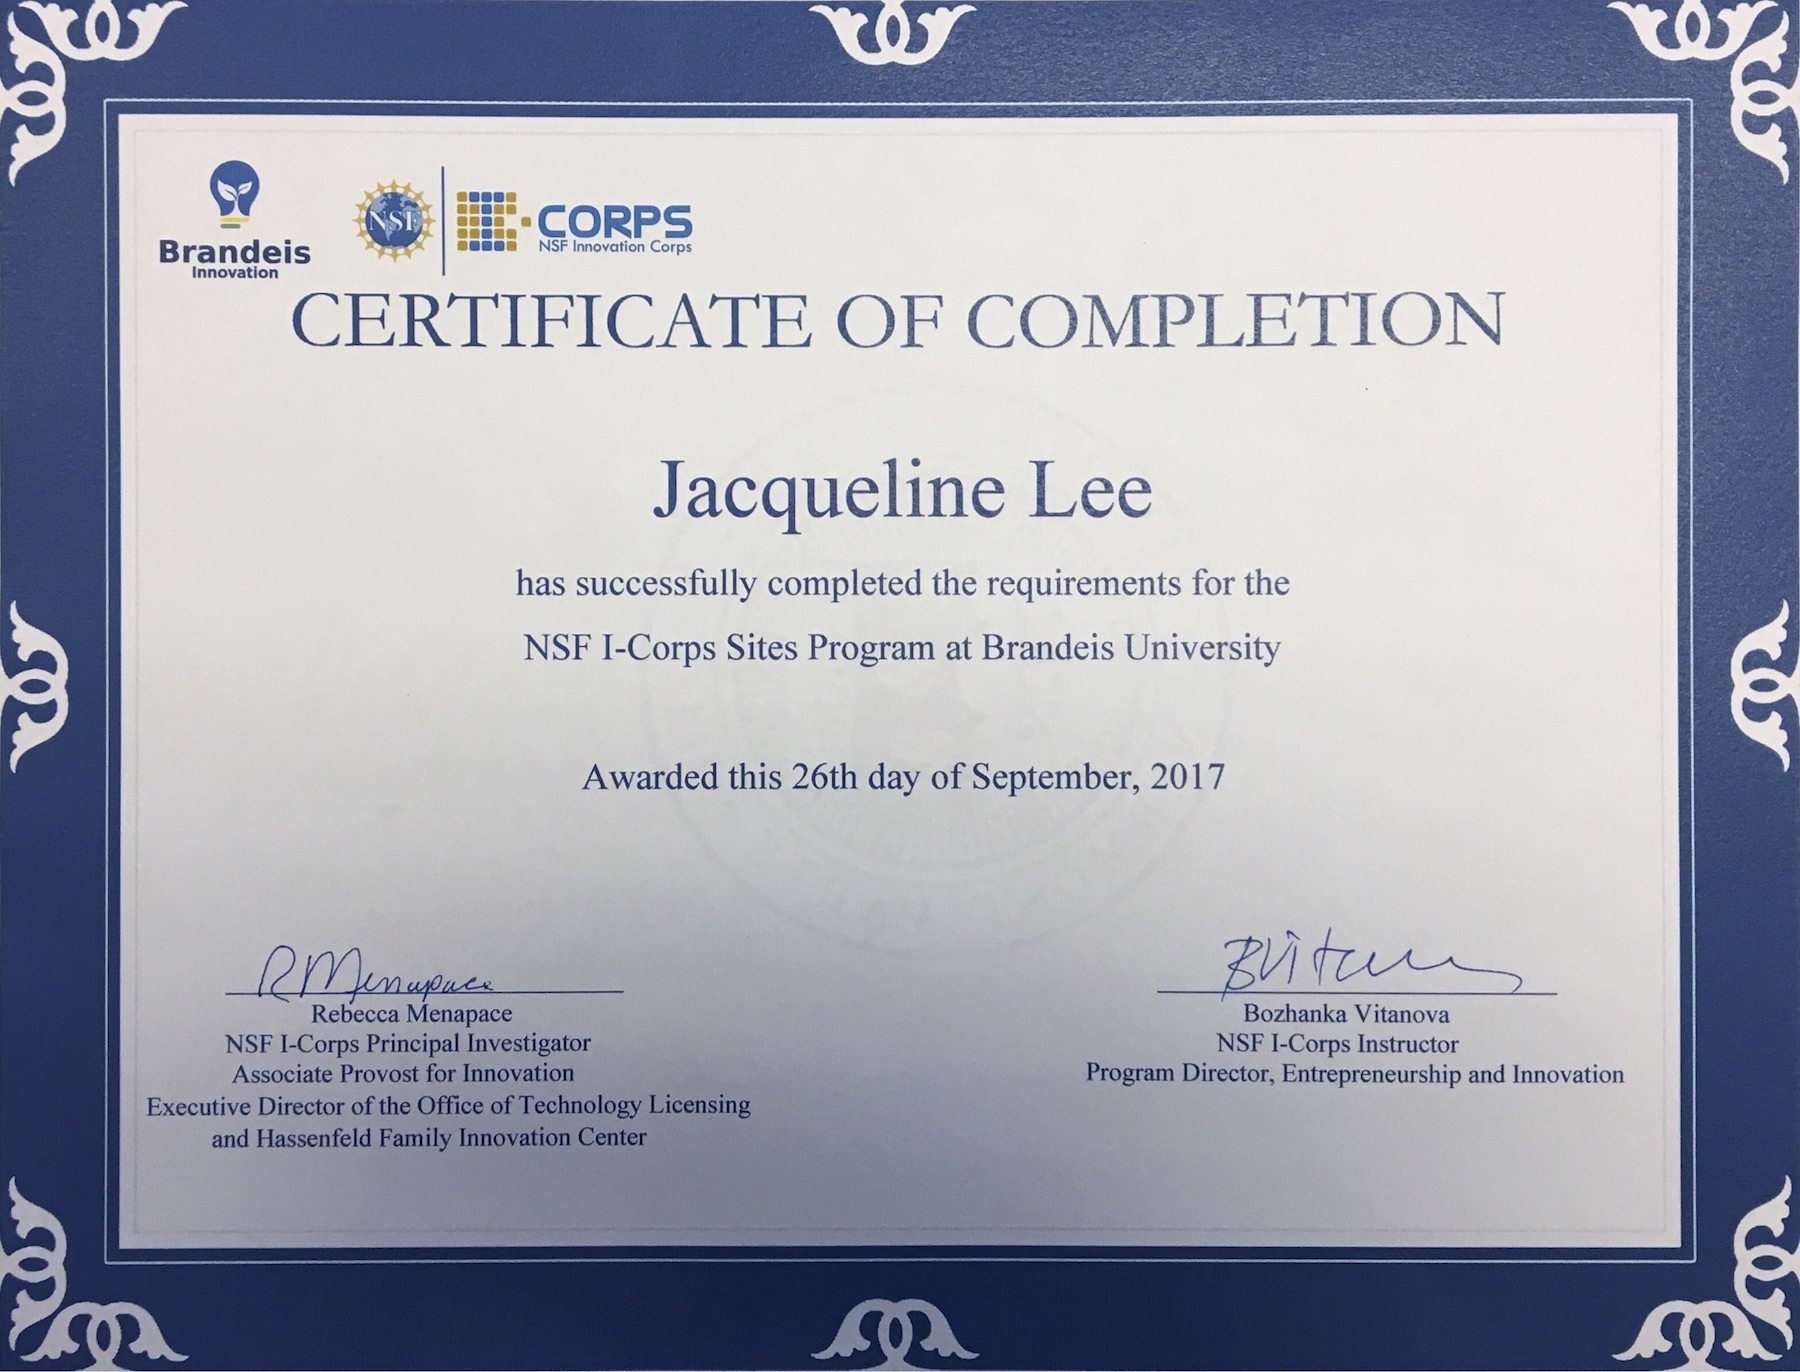 Brandeis
Innovation
NSF
I-CORPS
NSF Innovation Corps
CERTIFICATE OF COMPLETION
Jacqueline Lee
has successfully completed the requirements for the
NSF I-Corps Sites Program at Brandeis University
Awarded this 26th day of September, 2017
R Menapace
Rebecca Menapace
NSF I-Corps Principal Investigator
Associate Provost for Innovation
Executive Director of the Office of Technology Licensing
and Hassenfeld Family Innovation Center
Bozhanka Vitanova
NSF I-Corps Instructor
Program Director, Entrepreneurship and Innovation